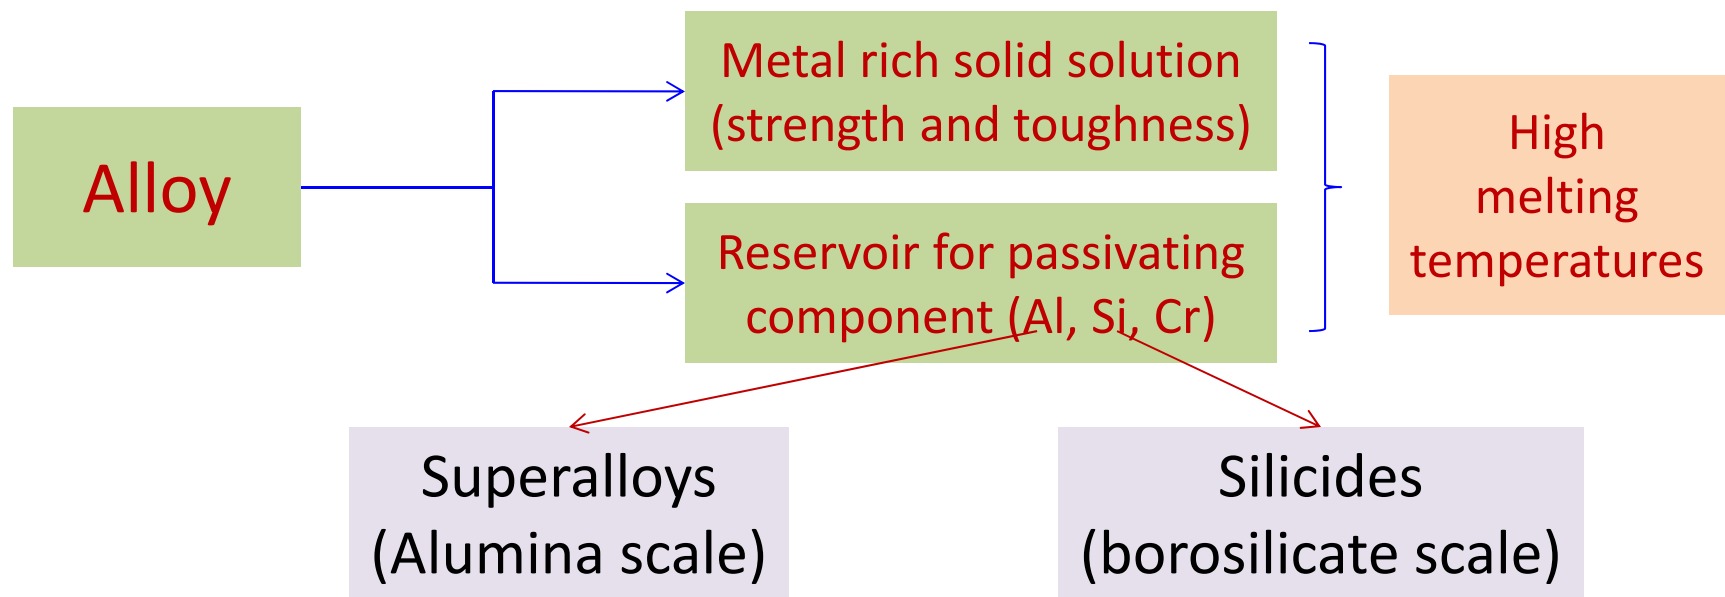 Alloy
Metal rich solid solution
(strength and toughness)
Reservoir for passivating
component (Al, Si, Cr)
High
melting
temperatures
Superalloys
(Alumina scale)
Silicides
(borosilicate scale)